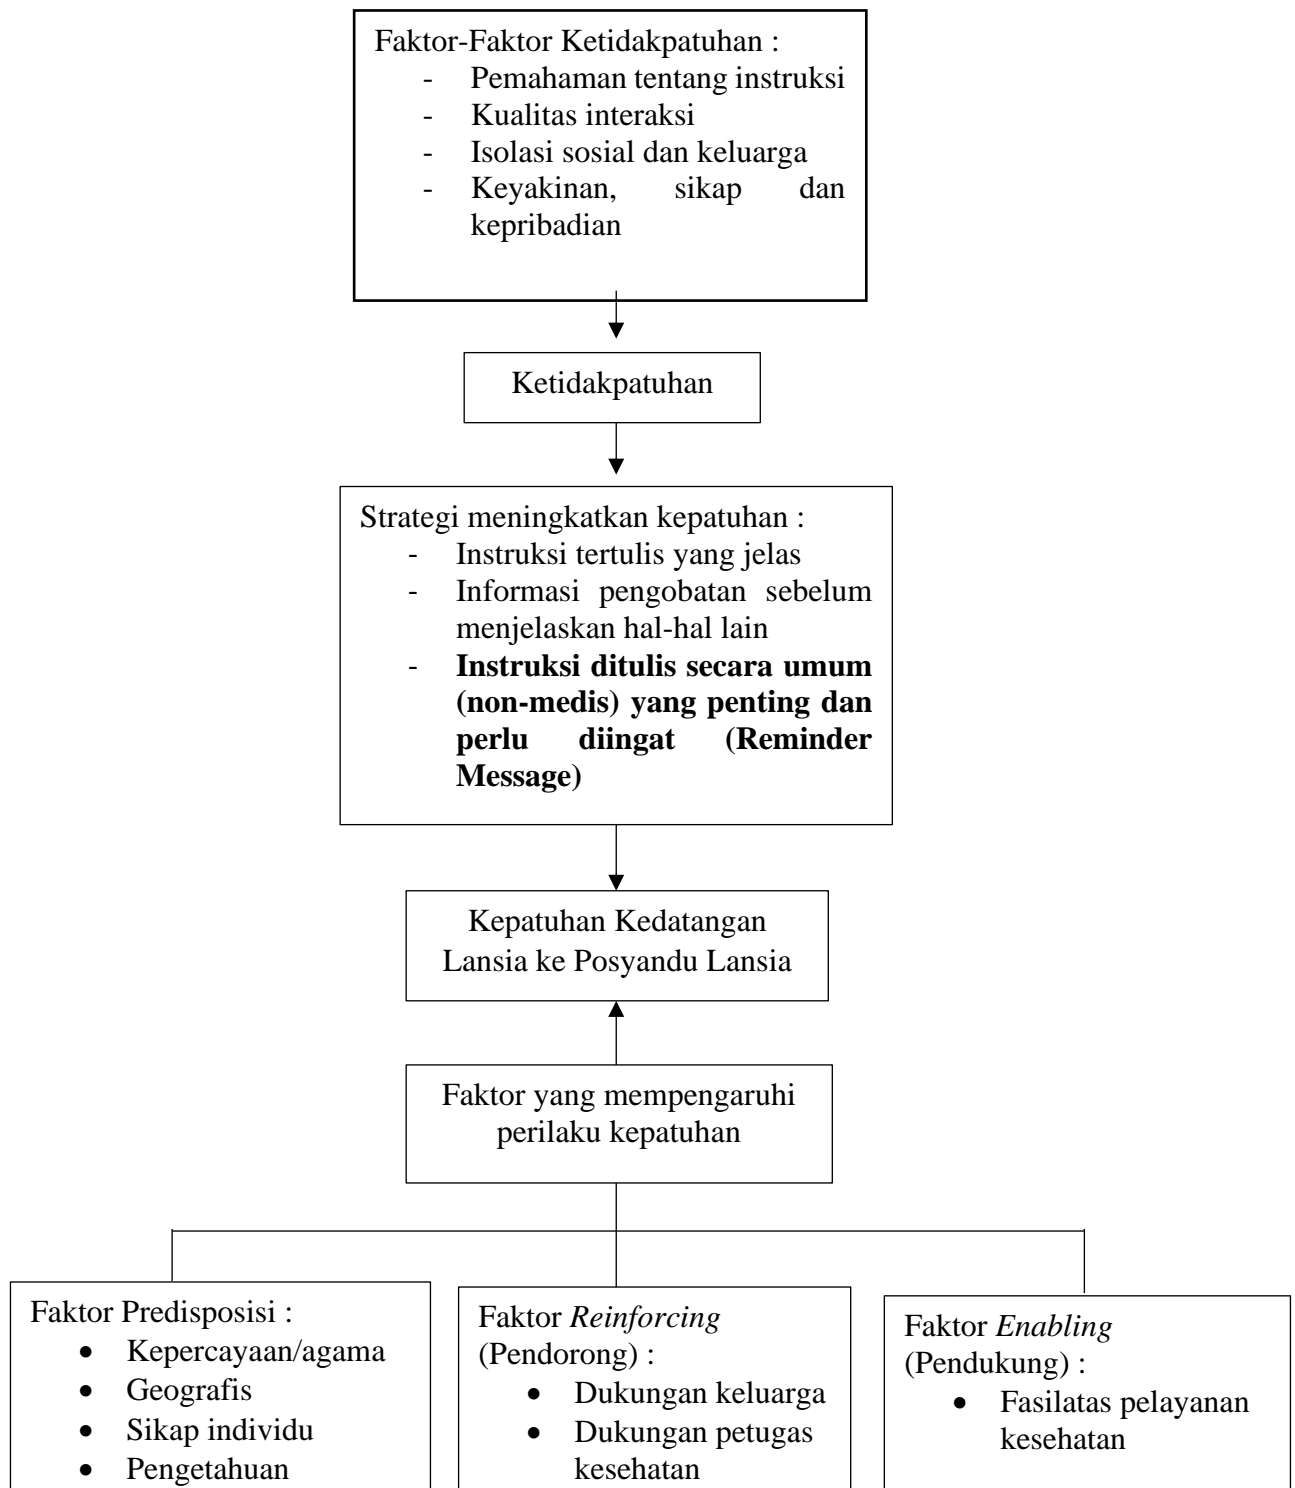 Faktor-Faktor Ketidakpatuhan :
- Pemahaman tentang instruksi
- Kualitas interaksi
- Isolasi sosial dan keluarga
- Keyakinan, sikap dan
kepribadian
Ketidakpatuhan
Strategi meningkatkan kepatuhan :
- Instruksi tertulis yang jelas
- Informasi pengobatan sebelum
menjelaskan hal-hal lain
- Instruksi ditulis secara umum
(non-medis) yang penting dan
perlu diingat (Reminder
Message)
Kepatuhan Kedatangan
Lansia ke Posyandu Lansia
Faktor yang mempengaruhi
perilaku kepatuhan
Faktor Predisposisi :
• Kepercayaan/agama
• Geografis
• Sikap individu
• Pengetahuan
Faktor Reinforcing
(Pendorong) :
• Dukungan keluarga
• Dukungan petugas
kesehatan
Faktor Enabling
(Pendukung) :
• Fasilatas pelayanan
kesehatan